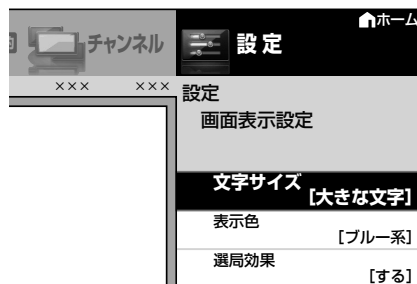 ホーム
チャンネル 設定
××× ×××
設定
画面表示設定
文字サイズ
[大きな文字]
表示色
[ブルー系]
選局効果
[する]